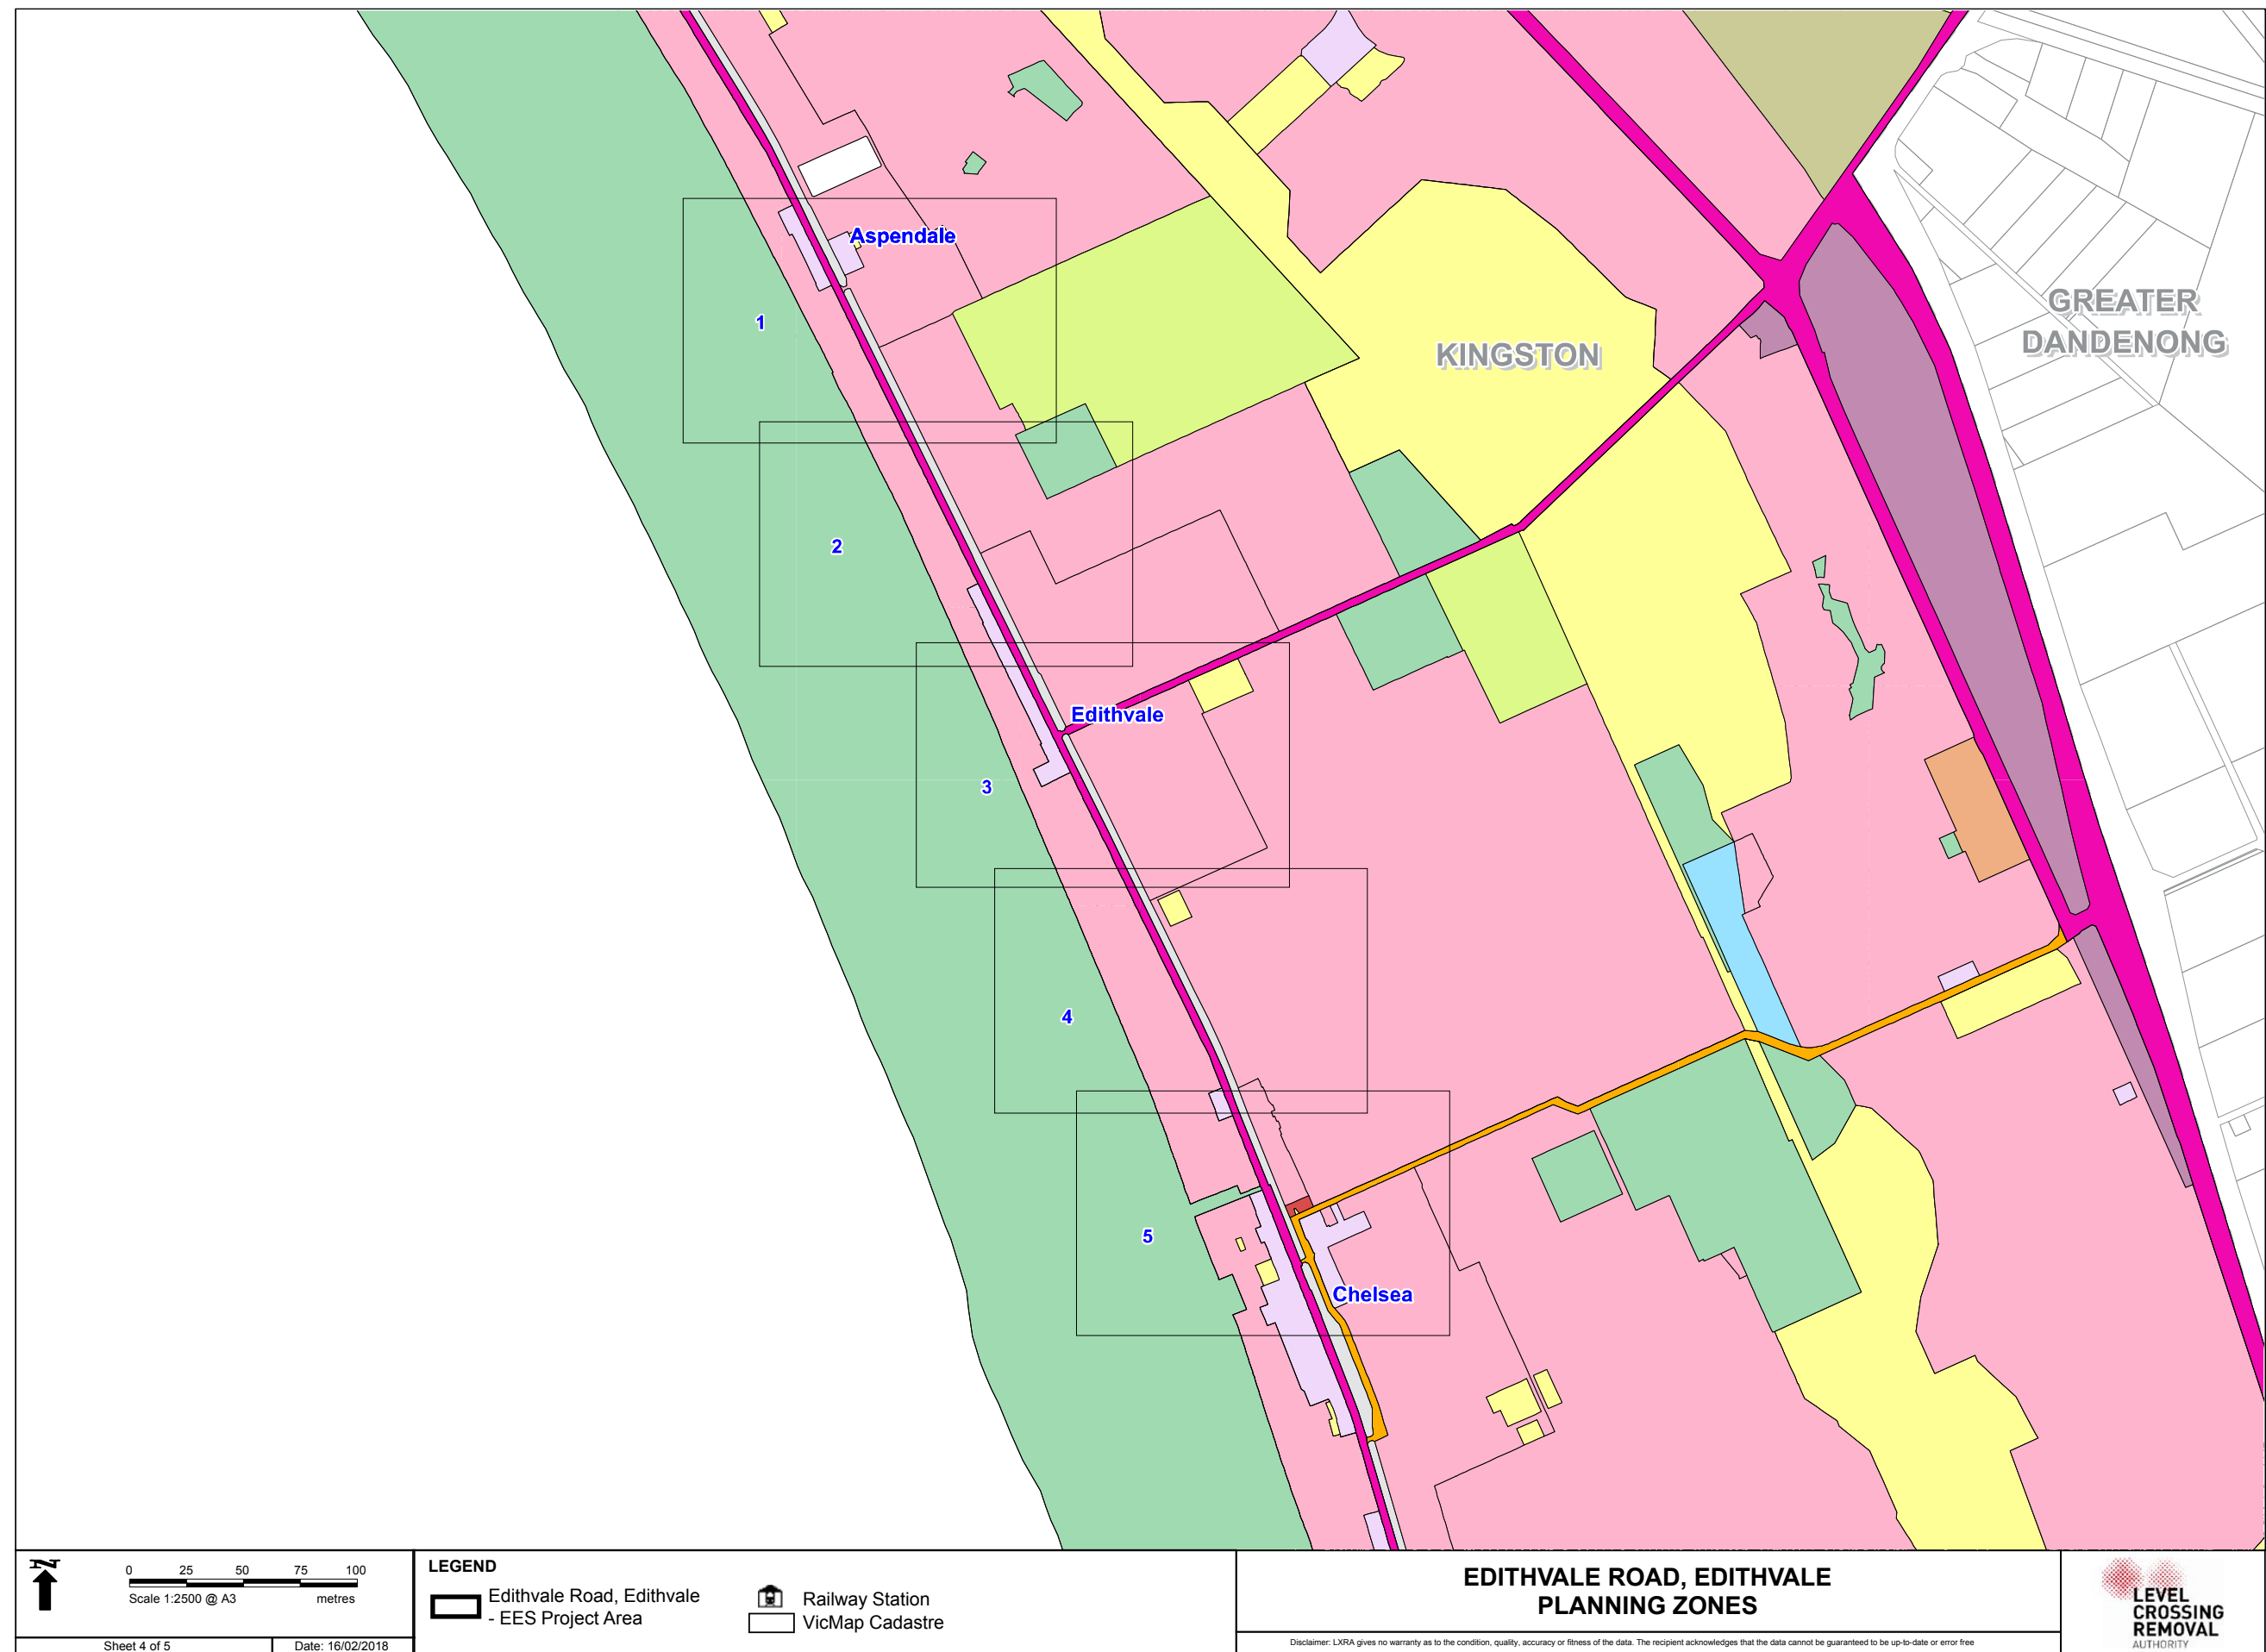 Aspendale
1
GREATER
DANDENONG
KINGSTON
2
Edithvale
3
4
5
Chelsea
N
0 25 50 75 100
Scale 1:2500 @ A3 metres
Sheet 4 of 5 Date: 16/02/2018
LEGEND
Edithvale Road, Edithvale
- EES Project Area
Railway Station
VicMap Cadastre
EDITHVALE ROAD, EDITHVALE
PLANNING ZONES
Disclaimer: LXRA gives no warranty as to the condition, quality, accuracy or fitness of the data. The recipient acknowledges that the data cannot be guaranteed to be up-to-date or error free
LEVEL
CROSSING
REMOVAL
AUTHORITY